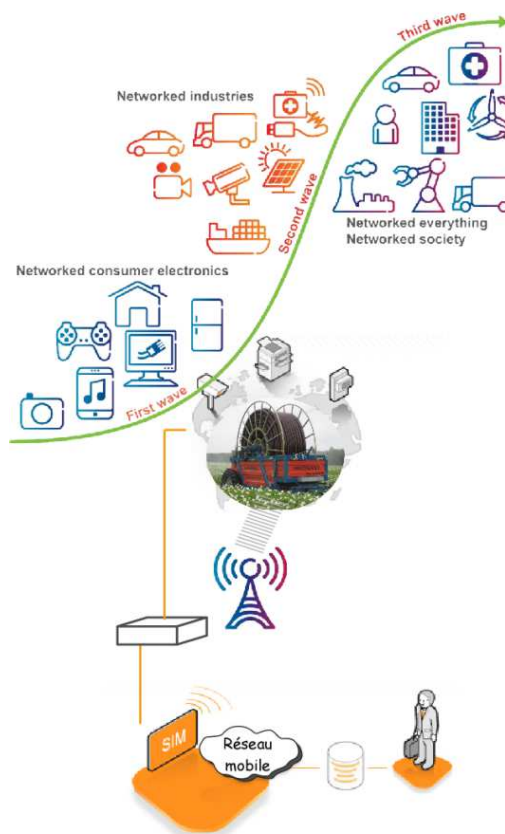 Third wave
Networked industries
Second wave
Networked everything
Networked society
Networked consumer electronics
First wave
SIM
Réseau
mobile